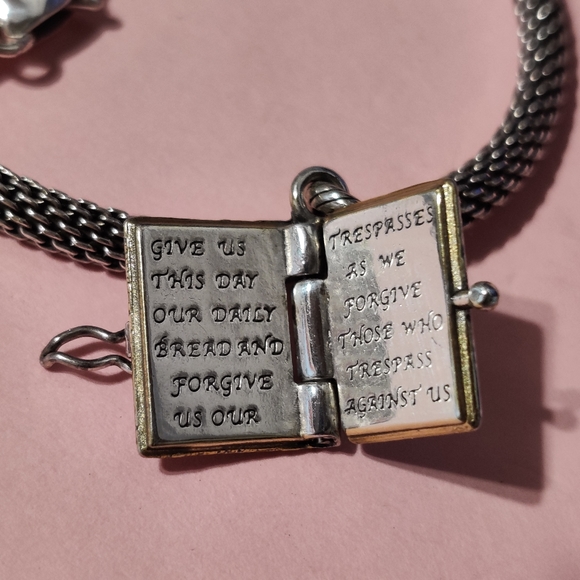 GIVE US
THIS DAY
OUR DAILY
BREAD AND
FORGIVE
US OUR
TRESPASSES
AS WE
FORGIVE
THOSE WHO
TRESPASS
AGAINST US